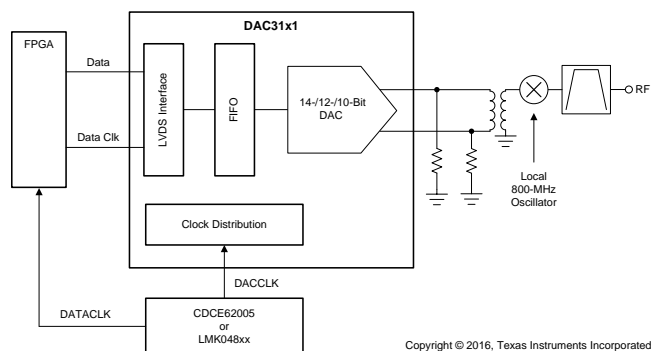 DAC31x1
FPGA
Data
Data Clk
LVDS Interface
FIFO
14-/12-/10-Bit
DAC
RF
Local
800-MHz
Oscillator
Clock Distribution
DACCLK
DATACLK
CDCE62005
or
LMK048xx
Copyright © 2016, Texas Instruments Incorporated